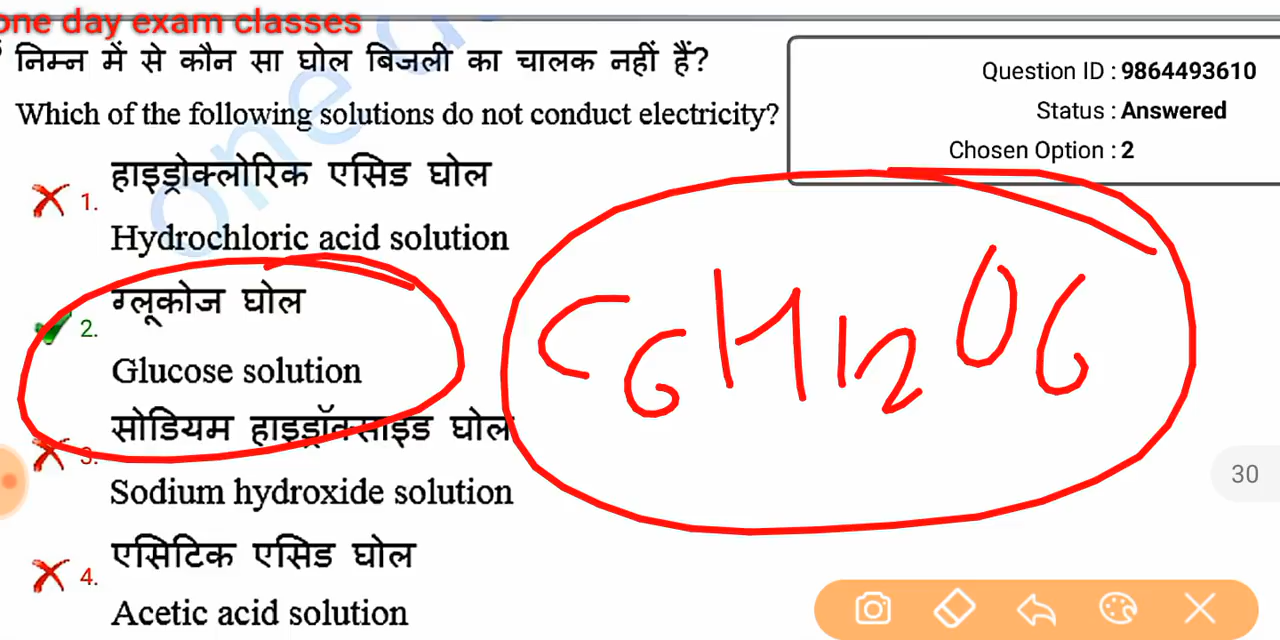 one day exam classes
निम्न में से कौन सा घोल बिजली का चालक नहीं हैं?
Which of the following solutions do not conduct electricity?
Question ID : 9864493610
Status : Answered
Chosen Option : 2
1. हाइड्रोक्लोरिक एसिड घोल
Hydrochloric acid solution
2. ग्लूकोज घोल
Glucose solution
3. सोडियम हाइड्रॉक्साइड घोल
Sodium hydroxide solution
4. एसिटिक एसिड घोल
Acetic acid solution
C6H12O6
30